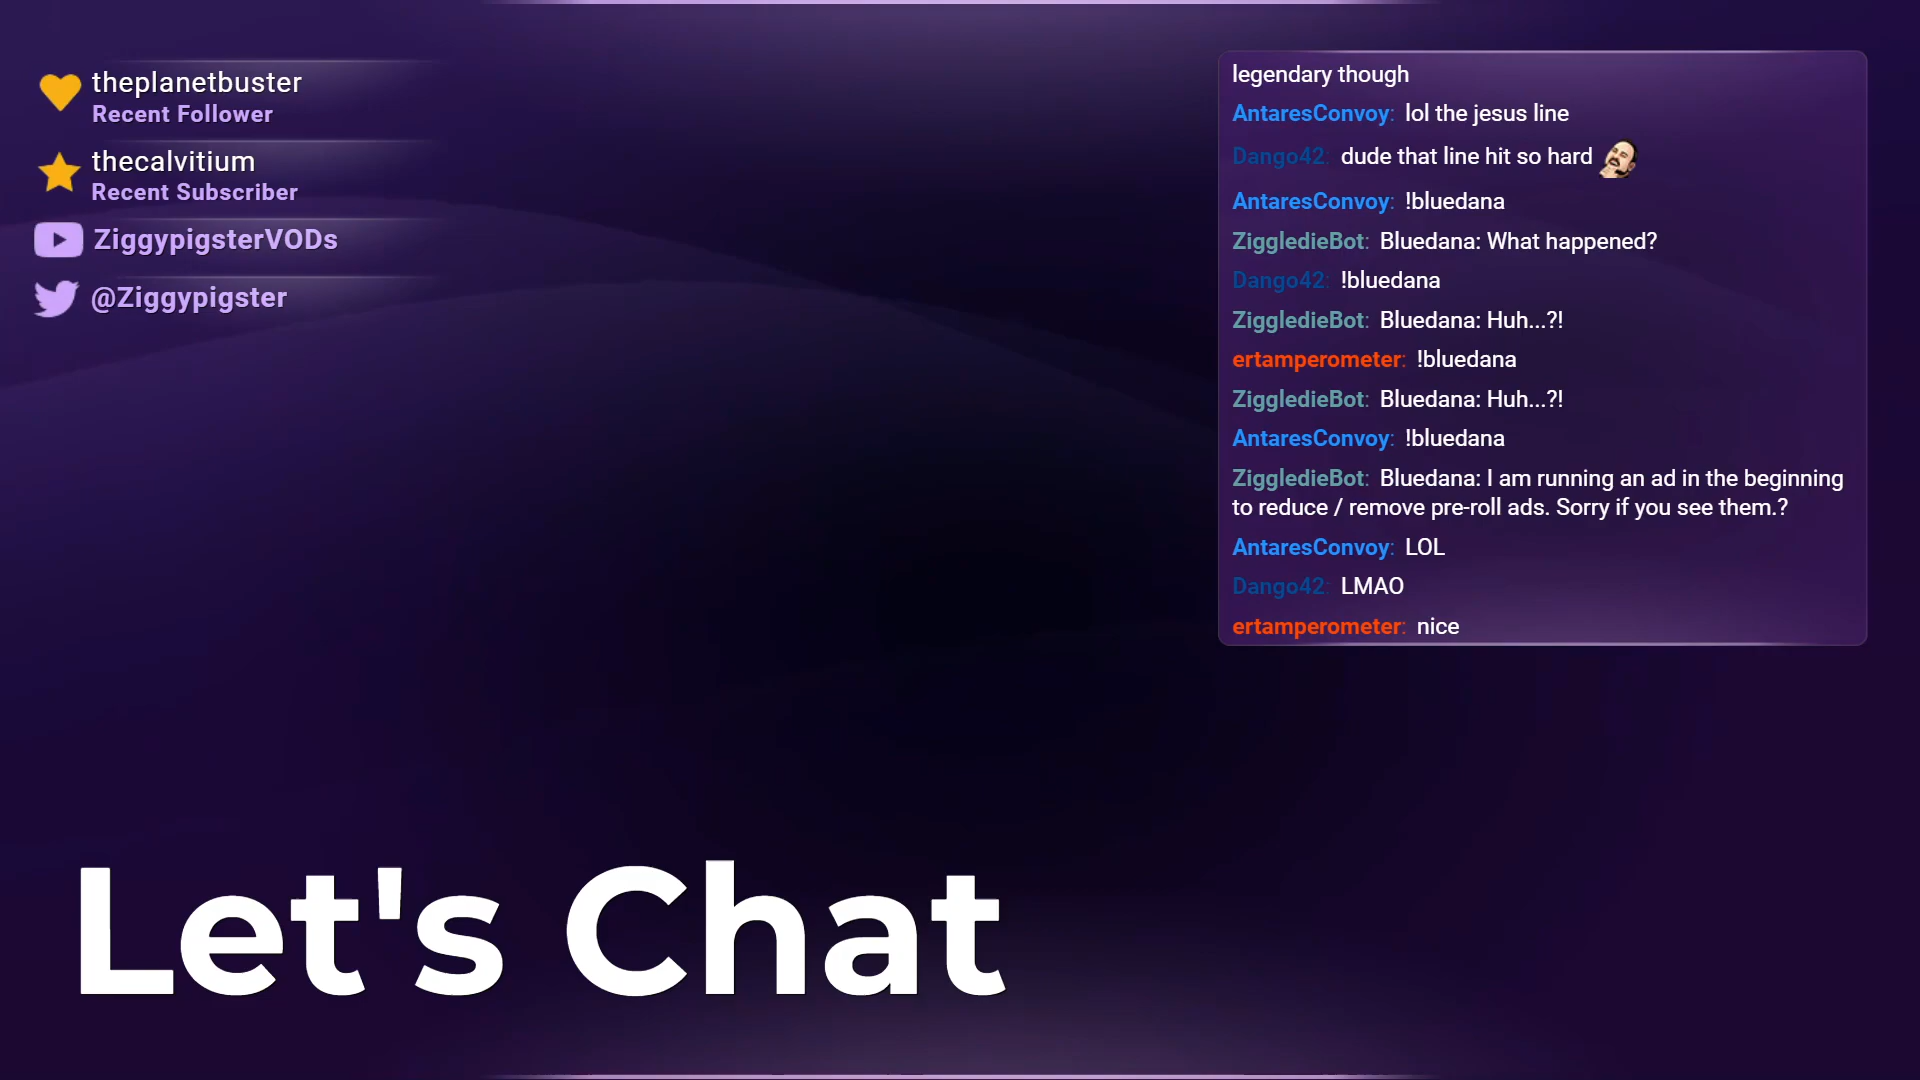 theplanetbuster
Recent Follower
thecalvitium
Recent Subscriber
ZiggypigsterVODs
@Ziggypigster
legendary though
AntaresConvoy: lol the jesus line
Dango42: dude that line hit so hard
AntaresConvoy: !bluedana
ZiggledieBot: Bluedana: What happened?
Dango42: !bluedana
ZiggledieBot: Bluedana: Huh...?!
ertamperometer: !bluedana
ZiggledieBot: Bluedana: Huh...?!
AntaresConvoy: !bluedana
ZiggledieBot: Bluedana: I am running an ad in the beginning
to reduce / remove pre-roll ads. Sorry if you see them.?
AntaresConvoy: LOL
Dango42: LMAO
ertamperometer: nice
Let's Chat